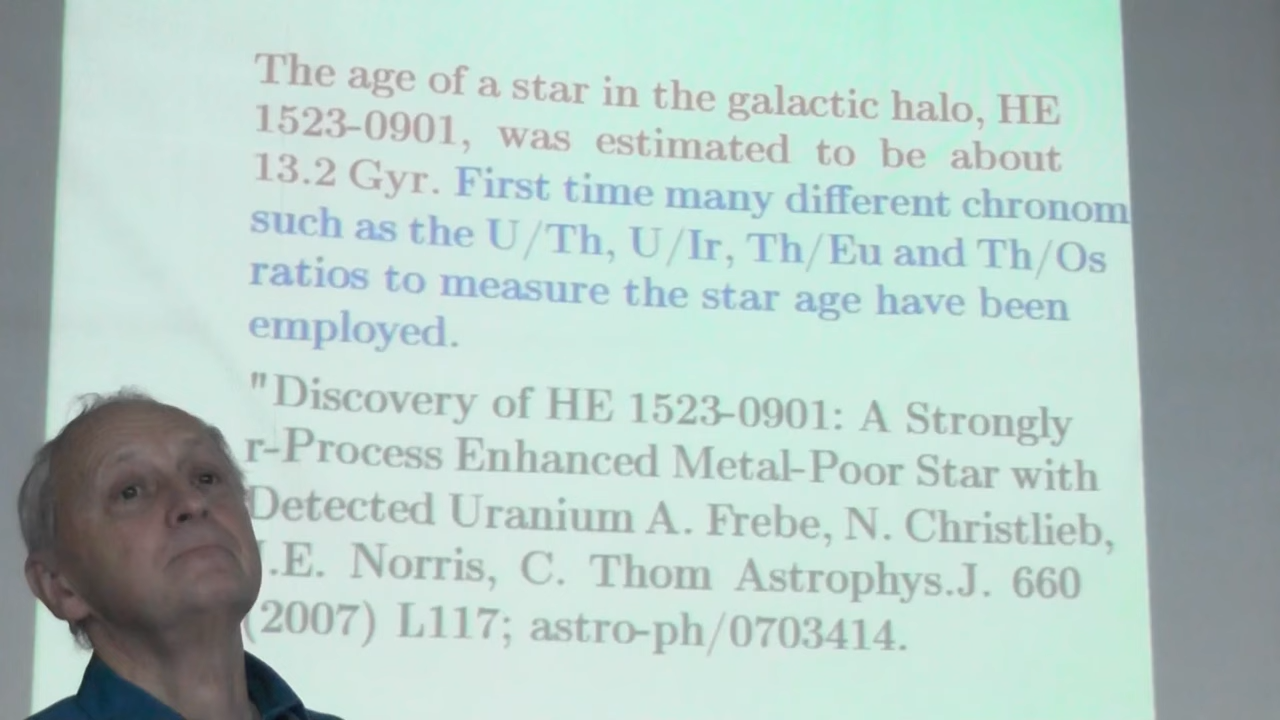 The age of a star in the galactic halo, HE
1523-0901, was estimated to be about
13.2 Gyr. First time many different chronom
such as the U/Th, U/Ir, Th/Eu and Th/Os
ratios to measure the star age have been
employed.
"Discovery of HE 1523-0901: A Strongly
r-Process Enhanced Metal-Poor Star with
Detected Uranium A. Frebe, N. Christlieb,
.E. Norris, C. Thom Astrophys.J. 660
(2007) L117; astro-ph/0703414.